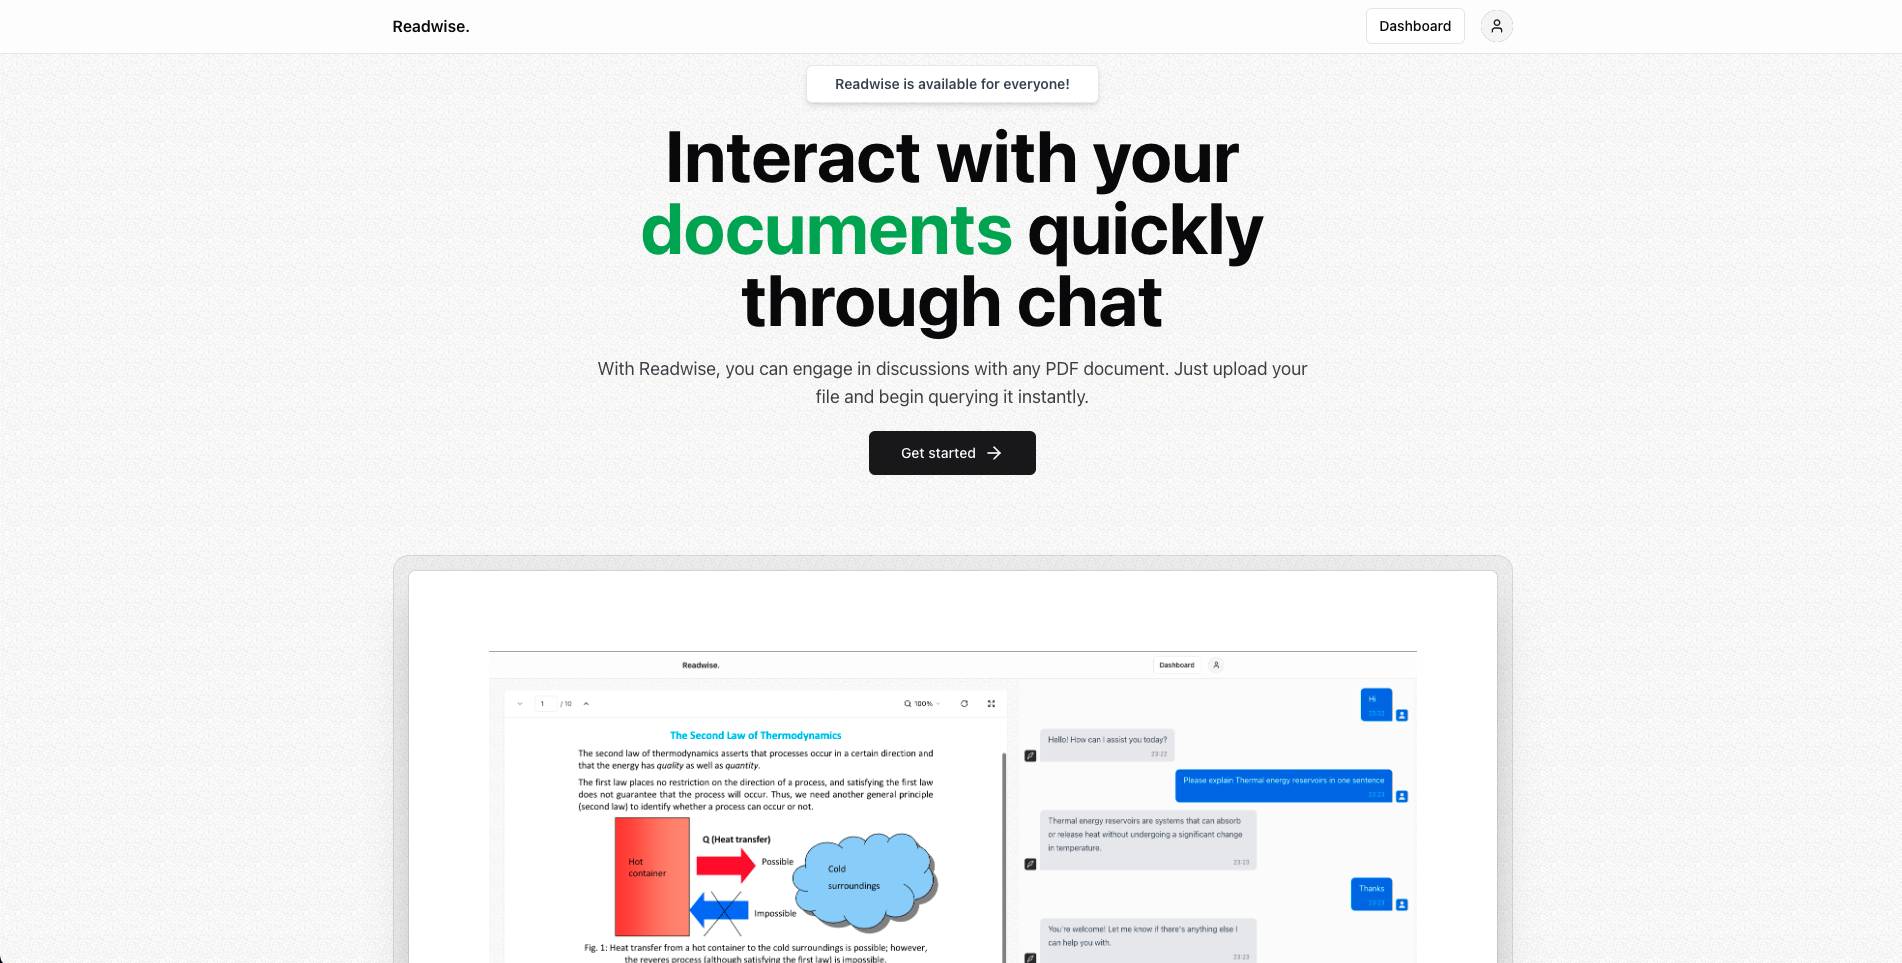 Readwise.
Dashboard
Readwise is available for everyone!
Interact with your
documents quickly
through chat
With Readwise, you can engage in discussions with any PDF document. Just upload your
file and begin querying it instantly.
Get started
Readwise.
Dashboard
1 / 10
100%
The Second Law of Thermodynamics
The second law of thermodynamics asserts that processes occur in a certain direction and
that the energy has quality as well as quantity.
The first law places no restriction on the direction of a process, and satisfying the first law
does not guarantee that the process will occur. Thus, we need another general principle
(second law) to identify whether a process can occur or not.
Q (Heat transfer)
Hot
container
Possible
Cold
surroundings
Impossible
Fig. 1: Heat transfer from a hot container to the cold surroundings is possible; however,
the reveres process (although satisfying the first law) is impossible.
Hi
23:23
Hello! How can I assist you today?
23:22
Please explain Thermal energy reservoirs in one sentence
23:23
Thermal energy reservoirs are systems that can absorb
or release heat without undergoing a significant change
in temperature.
23:23
Thanks
23:23
You're welcome! Let me know if there's anything else I
can help you with.
23:23